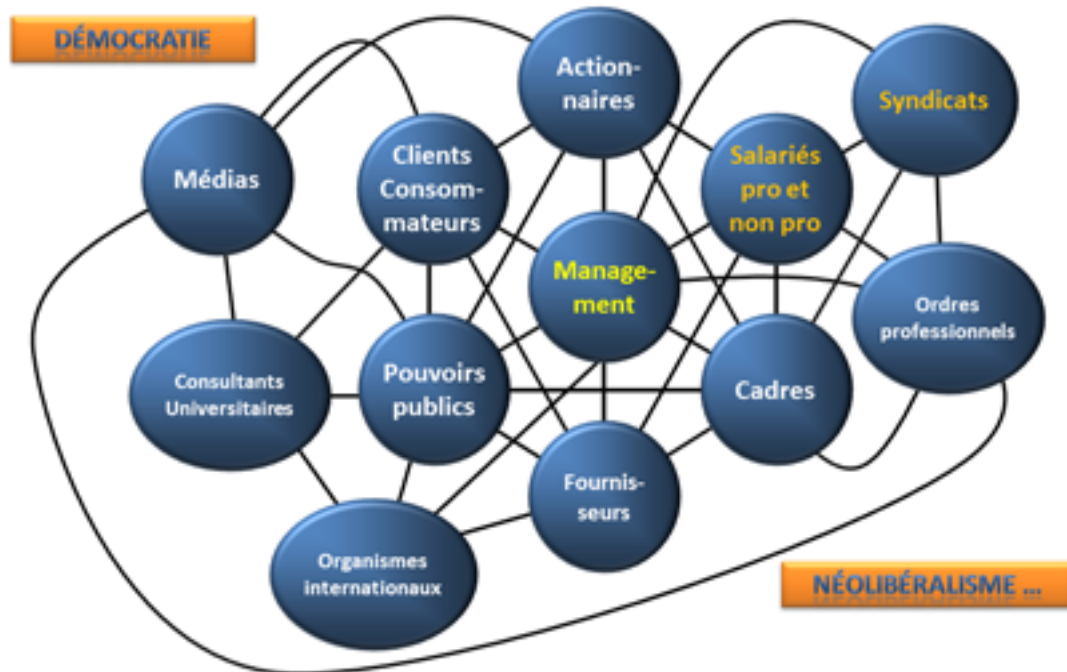 DÉMOCRATIE
Action-
naires
Syndicats
Médias
Clients
Consom-
mateurs
Salariés
pro et
non pro
Manage-
ment
Ordres
professionnels
Consultants
Universitaires
Pouvoirs
publics
Cadres
Fournis-
seurs
Organismes
internationaux
NÉOLIBÉRALISME ...